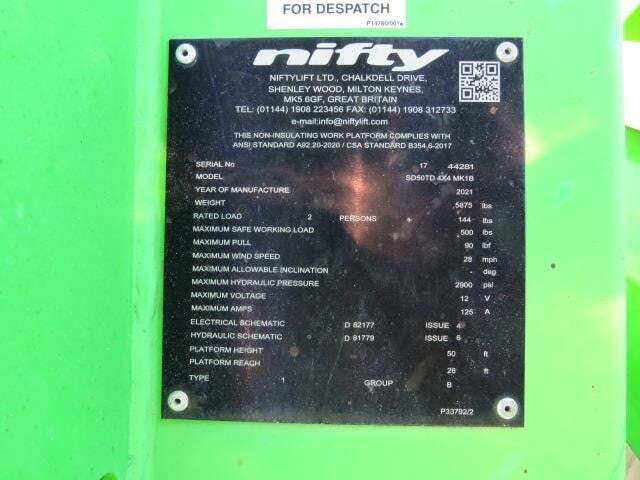 FOR DESPATCH
P14780/001
nifty
NIFTYLIFT LTD., CHALKDELL DRIVE,
SHENLEY WOOD, MILTON KEYNES,
MK5 6GF, GREAT BRITAIN
TEL: (01144) 1908 223456 FAX: (01144) 1908 312733
e-mail:info@niftylift.com
THIS NON-INSULATING WORK PLATFORM COMPLIES WITH
ANSI STANDARD A92.20-2020 / CSA STANDARD B354.6-2017
SERIAL No 17 44281
MODEL. SD50TD 4X4 MK1B
YEAR OF MANUFACTURE 2021
WEIGHT 5875 lbs
RATED LOAD 2 PERSONS 144 lbs
MAXIMUM SAFE WORKING LOAD 500 lbs
MAXIMUM PULL 90 lbf
MAXIMUM WIND SPEED 28 mph
MAXIMUM ALLOWABLE INCLINATION - deg
MAXIMUM HYDRAULIC PRESSURE 2900 psi
MAXIMUM VOLTAGE 12 V
MAXIMUM AMPS 125 A
ELECTRICAL SCHEMATIC D 82177 ISSUE 4
HYDRAULIC SCHEMATIC D 81779 ISSUE 6
PLATFORM HEIGHT 50 ft
PLATFORM REACH 28 ft
TYPE 1 GROUP B
P33792/2